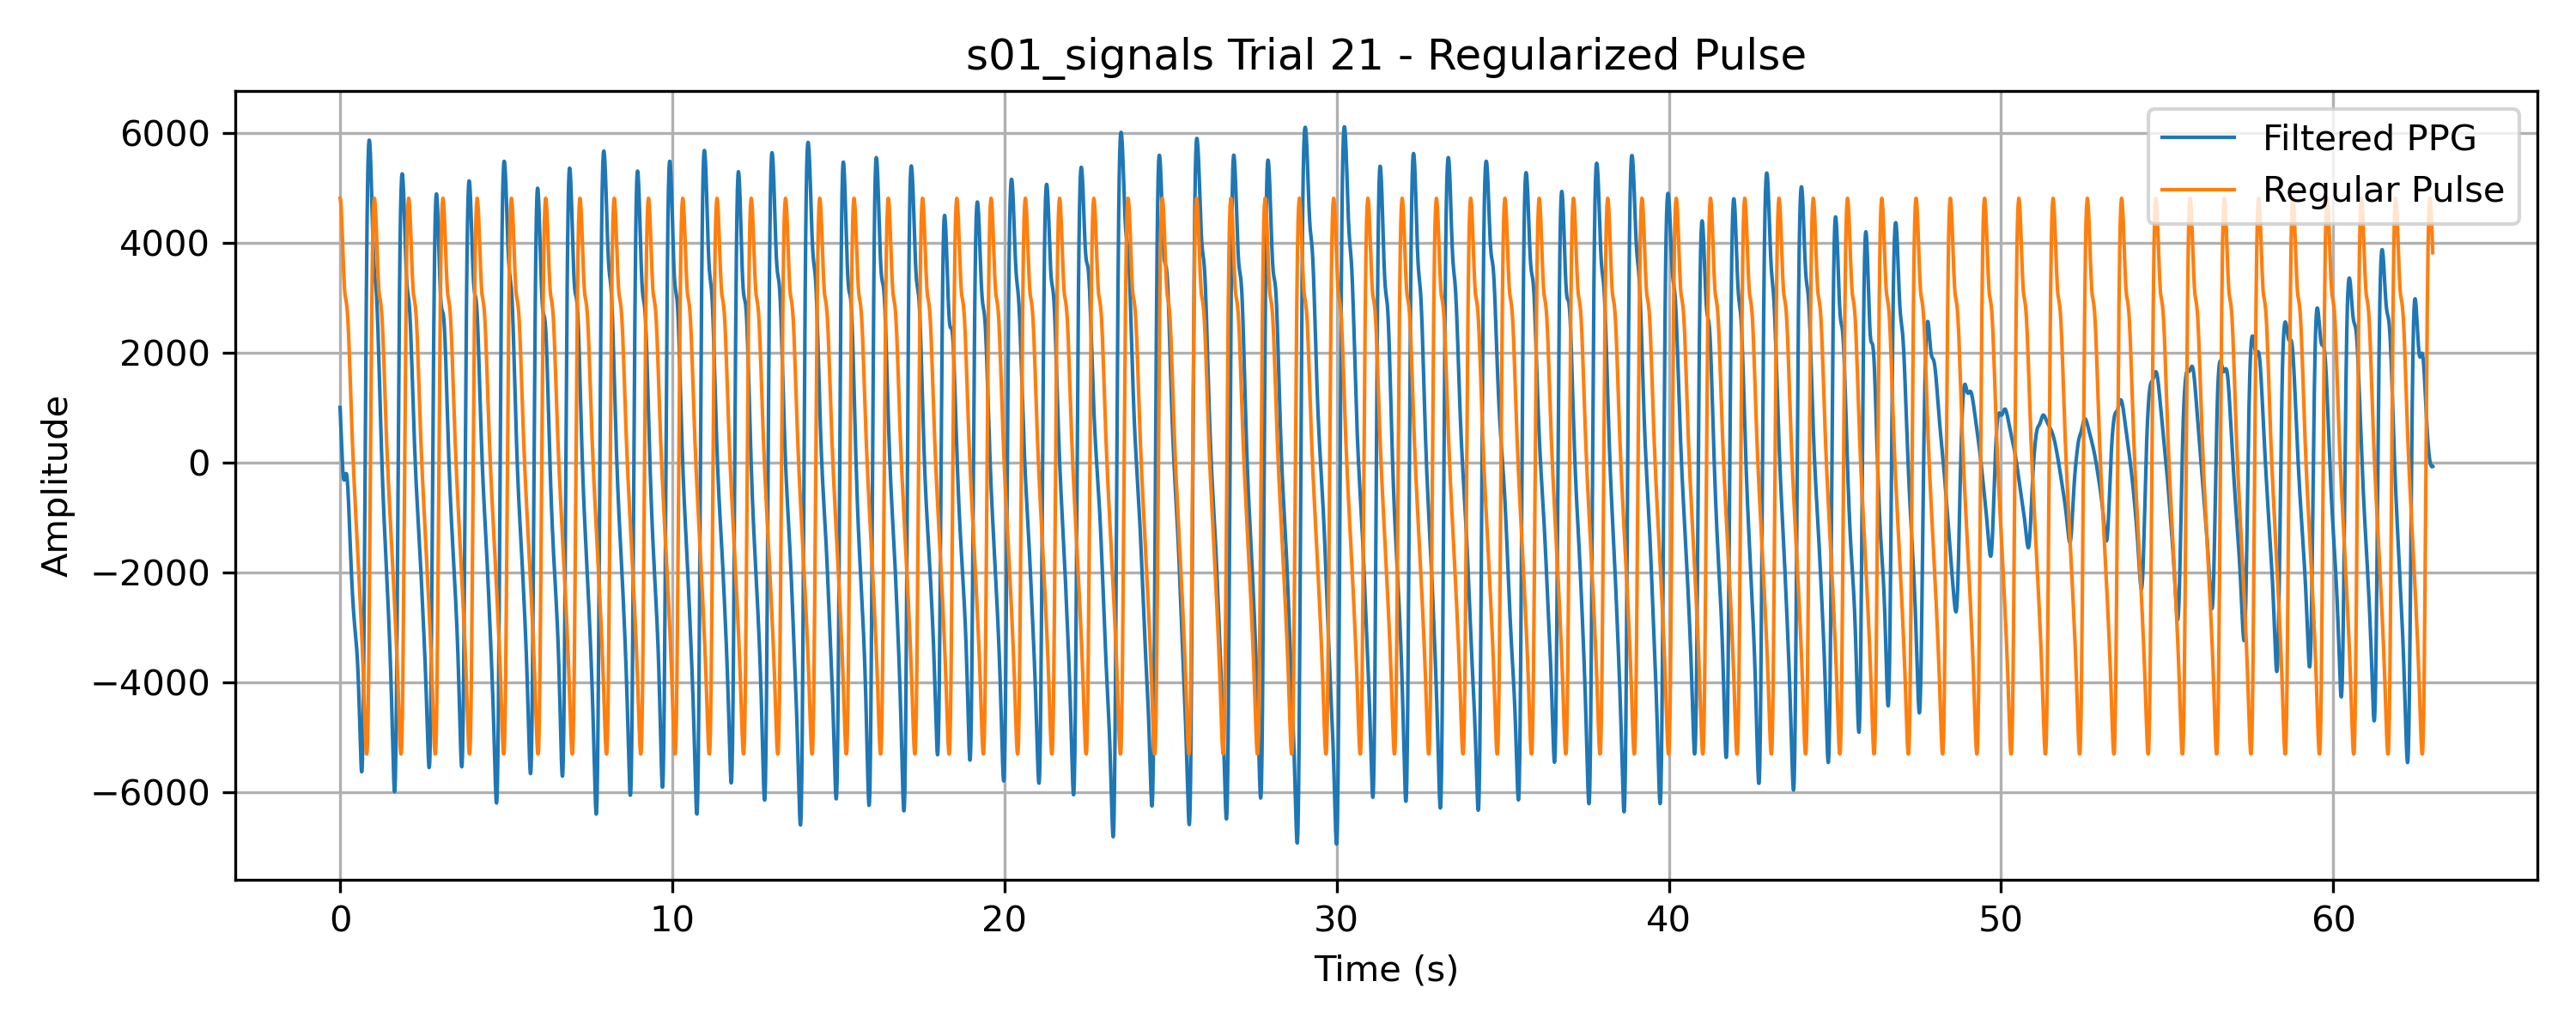 s01_signals Trial 21 - Regularized Pulse
Filtered PPG
Regular Pulse
Amplitude
6000
4000
2000
0
−2000
−4000
−6000
0 10 20 30 40 50 60
Time (s)